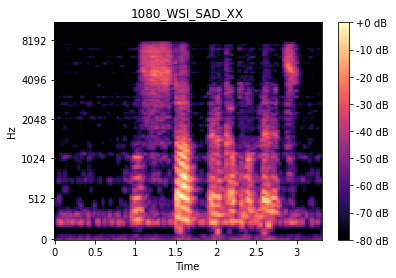 1080_WSI_SAD_XX
8192
4096
2048
1024
512
0
Hz
0 0.5 1 1.5 2 2.5 3
Time
+0 dB
-10 dB
-20 dB
-30 dB
-40 dB
-50 dB
-60 dB
-70 dB
-80 dB